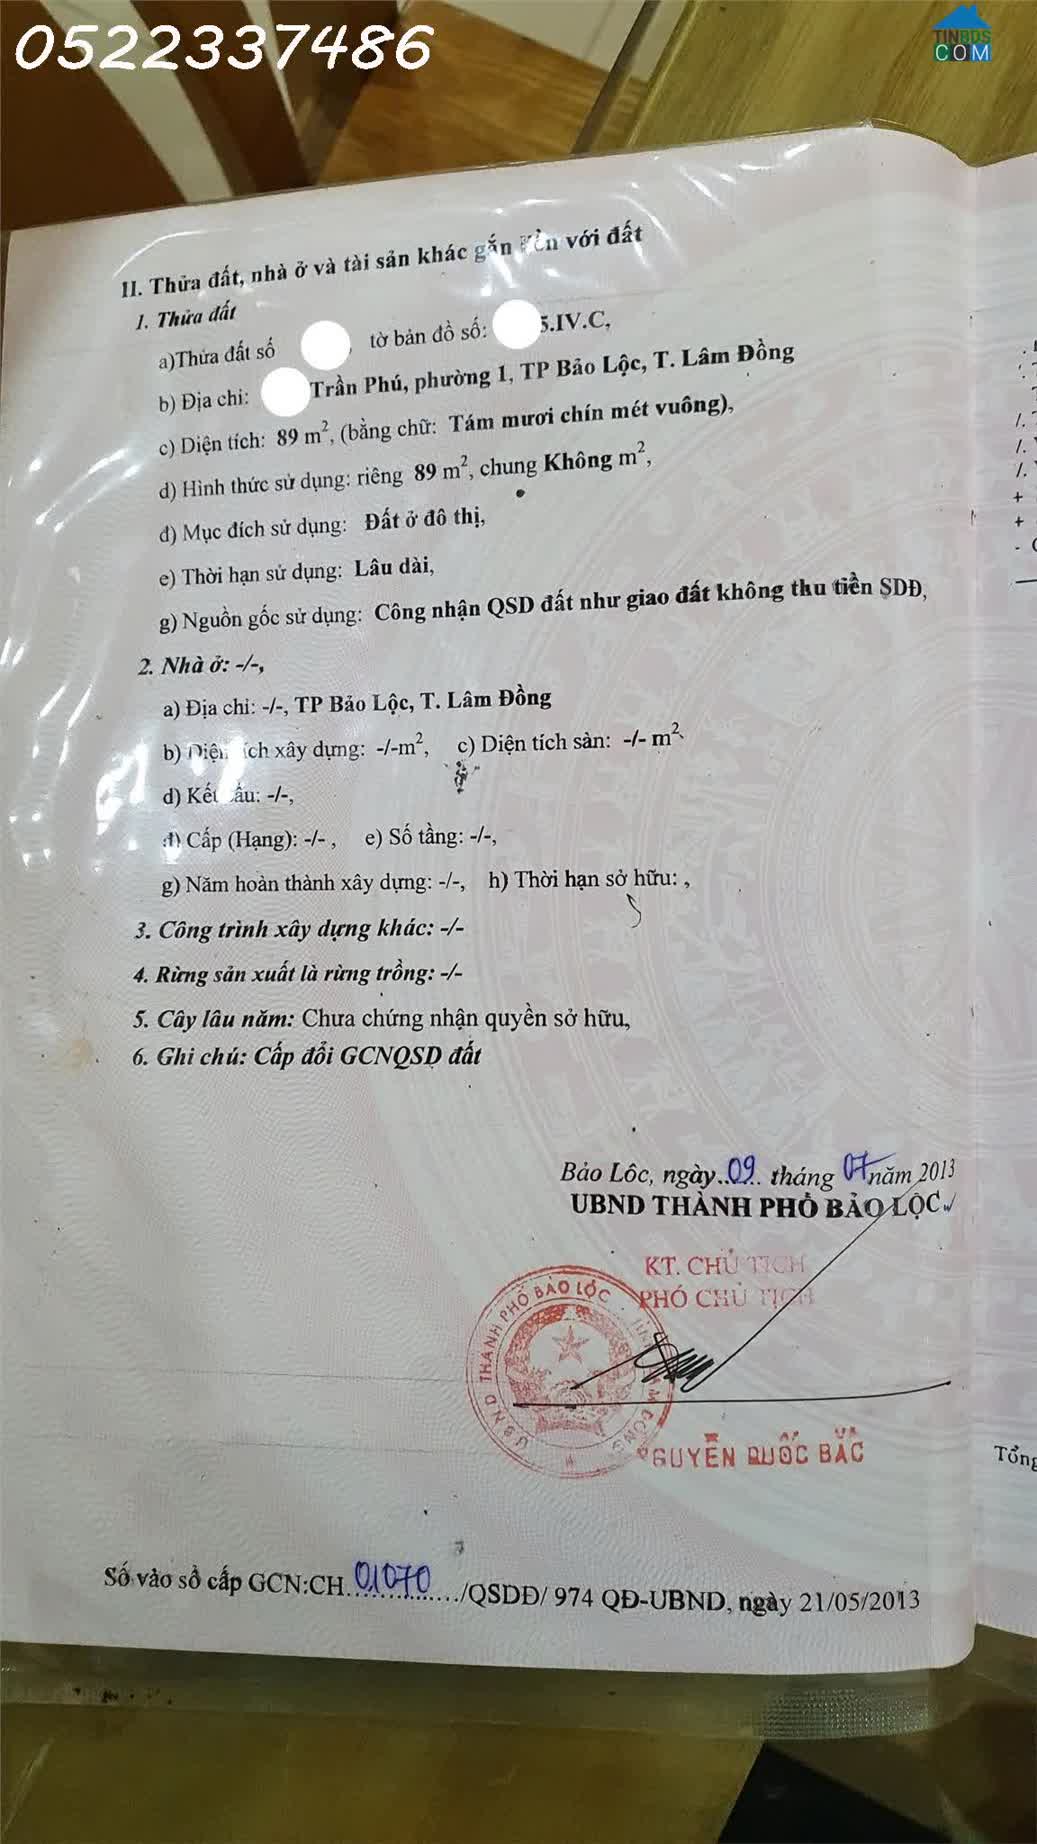 0522337486
TINBDS
COM
II. Thửa đất, nhà ở và tài sản khác gắn với đất
1. Thửa đất
a)Thửa đất số , tờ bản đồ số: 5.IV.C,
b) Địa chỉ: Trần Phú, phường 1, TP Bảo Lộc, T. Lâm Đồng
c) Diện tích: 89 m², (bằng chữ: Tám mươi chín mét vuông),
d) Hình thức sử dụng: riêng 89 m², chung Không m²,
đ) Mục đích sử dụng: Đất ở đô thị,
e) Thời hạn sử dụng: Lâu dài,
g) Nguồn gốc sử dụng: Công nhận QSD đất như giao đất không thu tiền SDĐ,
2. Nhà ở: -/-,
a) Địa chỉ: -/-, TP Bảo Lộc, T. Lâm Đồng
b) Diện tích xây dựng: -/-m², c) Diện tích sàn: -/- m²
d) Kết cấu: -/-,
đ) Cấp (Hạng): -/- , e) Số tầng: -/-,
g) Năm hoàn thành xây dựng: -/-, h) Thời hạn sở hữu: ,
3. Công trình xây dựng khác: -/-
4. Rừng sản xuất là rừng trồng: -/-
5. Cây lâu năm: Chưa chứng nhận quyền sở hữu,
6. Ghi chú: Cấp đổi GCNQSD đất
Bảo Lôc, ngày 09 tháng 07 năm 2013
UBND THÀNH PHỐ BẢO LỘC
KT. CHỦ TỊCH
PHÓ CHỦ TỊCH
U.B.N.D THÀNH PHỐ BẢO LỘC
NGUYỄN QUỐC BẮC
Tổng
Số vào sổ cấp GCN:CH 01070 /QSDĐ/ 974 QĐ-UBND, ngày 21/05/2013